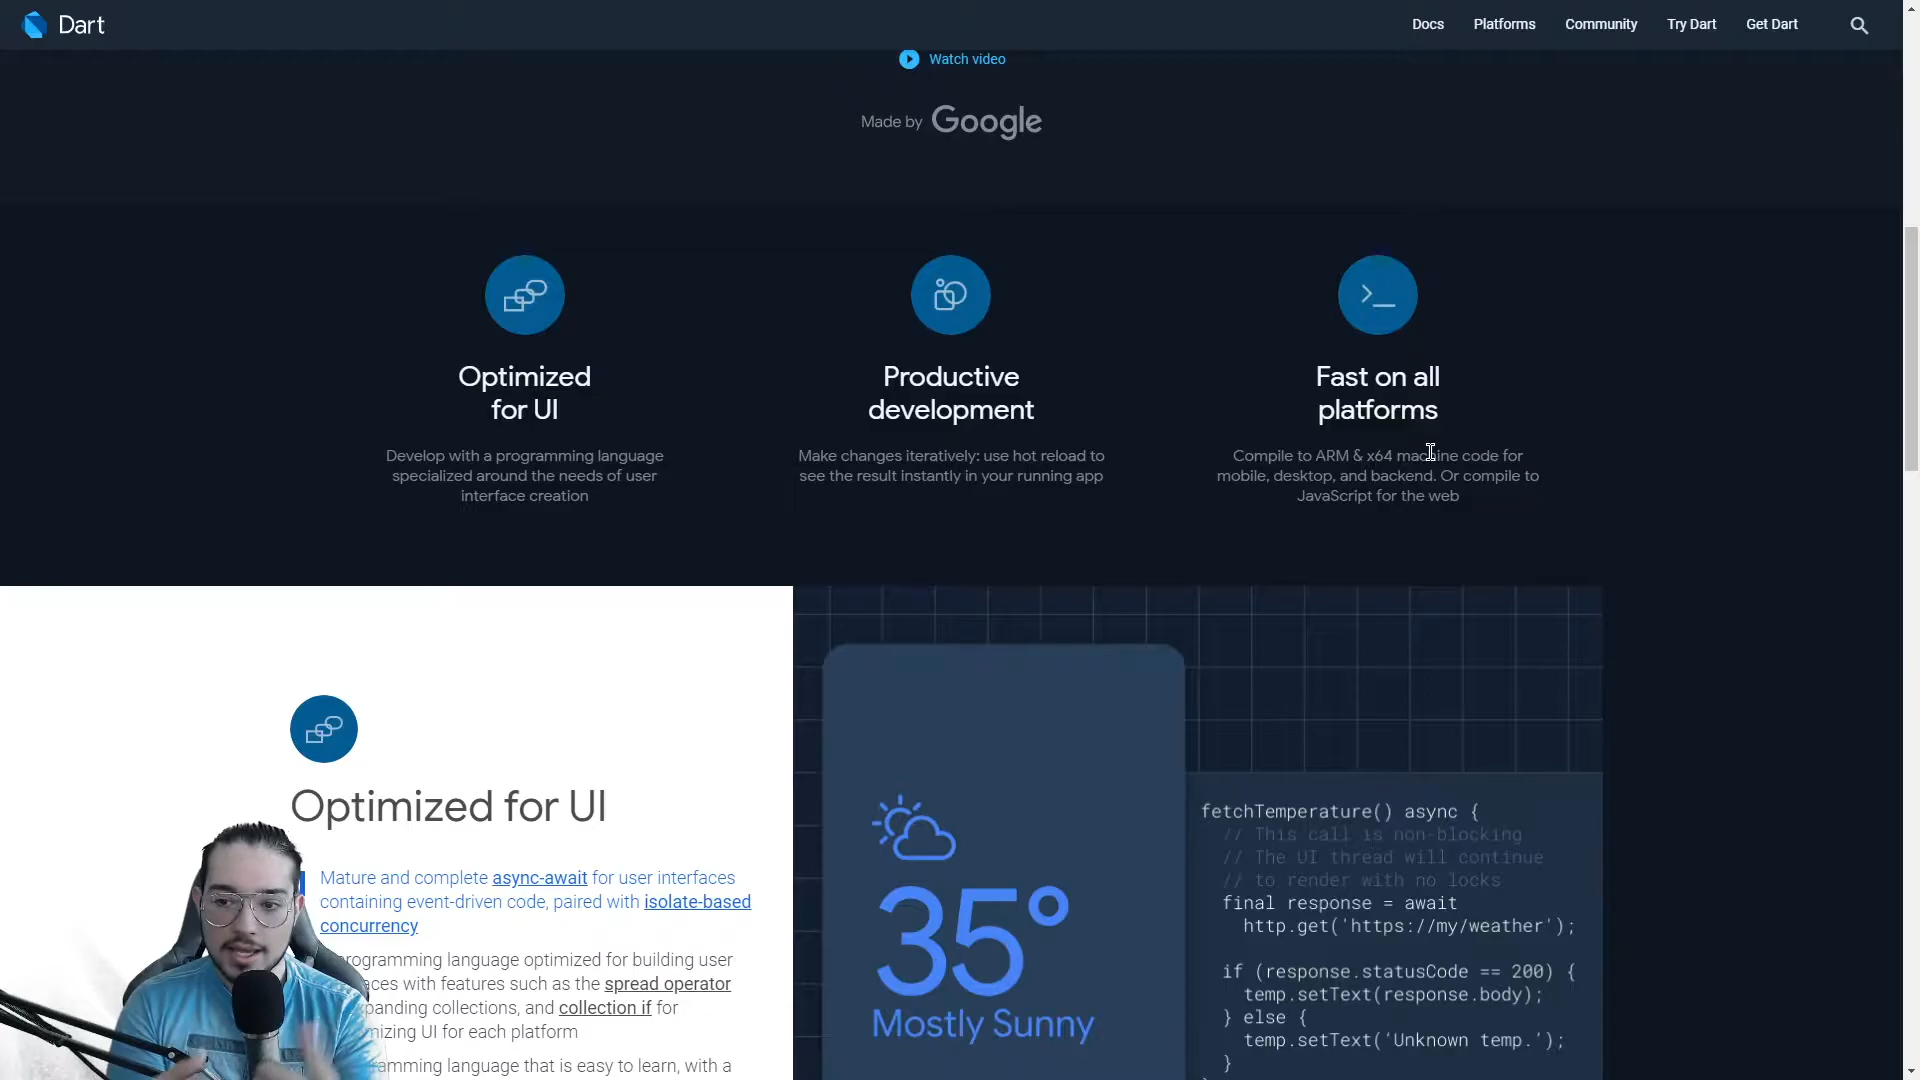 Dart
Docs
Platforms
Community
Try Dart
Get Dart
Watch video
Made by Google
Optimized
for UI
Develop with a programming language
specialized around the needs of user
interface creation
Productive
development
Make changes iteratively: use hot reload to
see the result instantly in your running app
Fast on all
platforms
Compile to ARM & x64 machine code for
mobile, desktop, and backend. Or compile to
JavaScript for the web
Optimized for UI
Mature and complete async-await for user interfaces
containing event-driven code, paired with isolate-based
concurrency
programming language optimized for building user
with features such as the spread operator
collections, and collection if for
UI for each platform
language that is easy to learn, with a
35°
Mostly Sunny
fetchTemperature() async {
// This call is non-blocking
// The UI thread will continue
// to render with no locks
final response = await
http.get('https://my/weather');
if (response.statusCode == 200) {
temp.setText(response.body);
} else {
temp.setText('Unknown temp.');
}